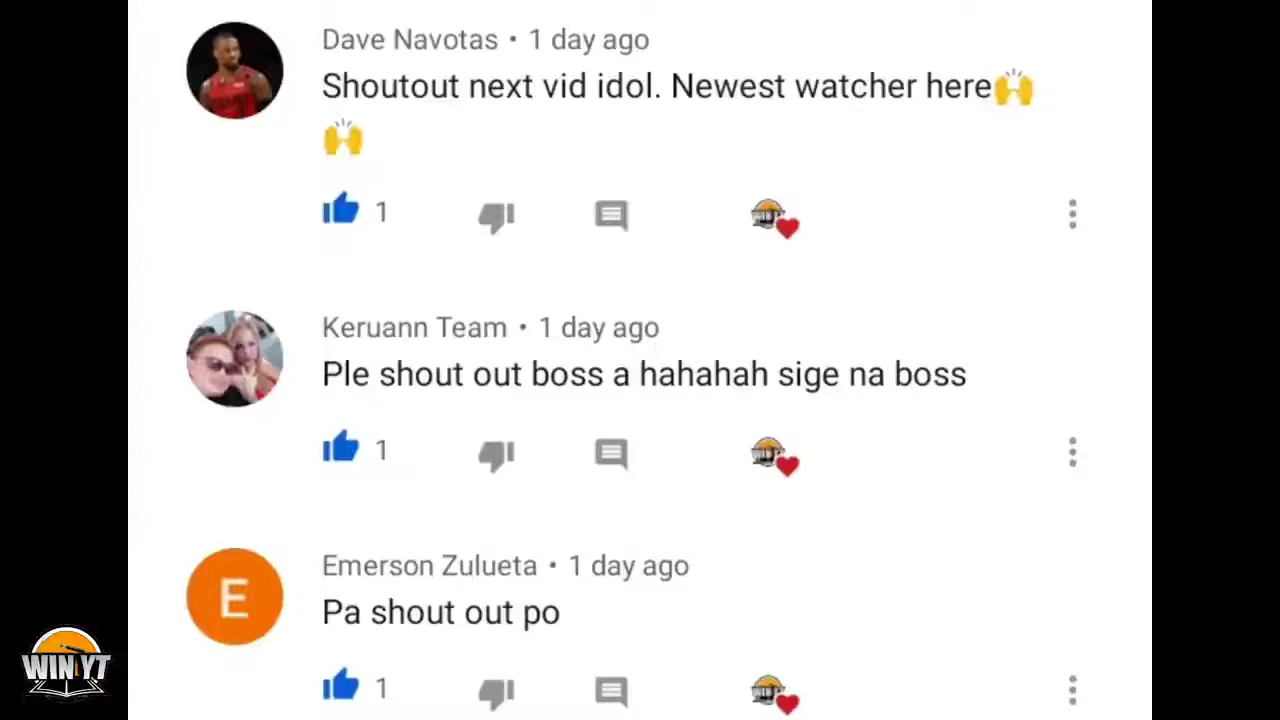 Dave Navotas • 1 day ago
Shoutout next vid idol. Newest watcher here🙌
🙌
1
Keruann Team • 1 day ago
Ple shout out boss a hahahah sige na boss
1
Emerson Zulueta • 1 day ago
E
Pa shout out po
1
WIN YT